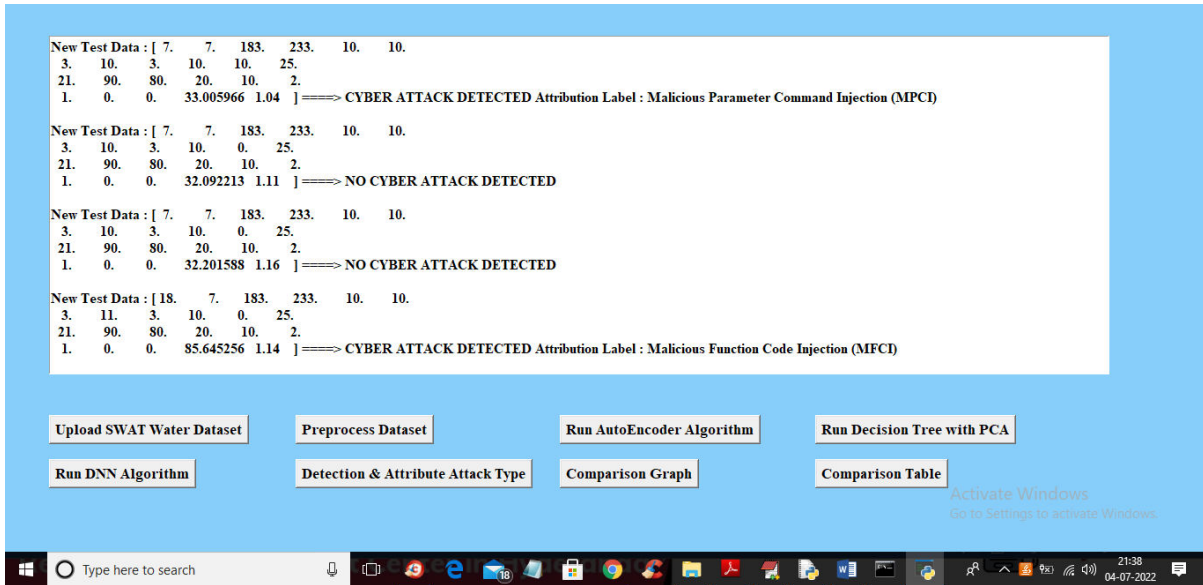 New Test Data : [ 7. 7. 183. 233. 10. 10.
3. 10. 3. 10. 10. 25.
21. 90. 80. 20. 10. 2.
1. 0. 0. 33.005966 1.04 ] ====> CYBER ATTACK DETECTED Attribution Label : Malicious Parameter Command Injection (MPCI)
New Test Data : [ 7. 7. 183. 233. 10. 10.
3. 10. 3. 10. 0. 25.
21. 90. 80. 20. 10. 2.
1. 0. 0. 32.092213 1.11 ] ====> NO CYBER ATTACK DETECTED
New Test Data : [ 7. 7. 183. 233. 10. 10.
3. 10. 3. 10. 0. 25.
21. 90. 80. 20. 10. 2.
1. 0. 0. 32.201588 1.16 ] ====> NO CYBER ATTACK DETECTED
New Test Data : [ 18. 7. 183. 233. 10. 10.
3. 11. 3. 10. 0. 25.
21. 90. 80. 20. 10. 2.
1. 0. 0. 85.645256 1.14 ] ====> CYBER ATTACK DETECTED Attribution Label : Malicious Function Code Injection (MFCI)
Upload SWAT Water Dataset Preprocess Dataset Run AutoEncoder Algorithm Run Decision Tree with PCA
Run DNN Algorithm Detection & Attribute Attack Type Comparison Graph Comparison Table
Activate Windows
Go to Settings to activate Windows.
Type here to search 18 21:38
04-07-2022